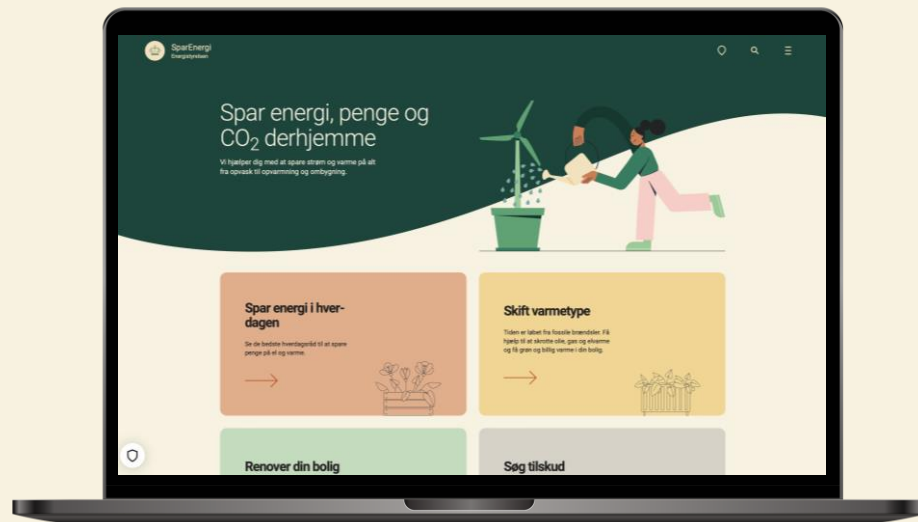 SparEnergi
Energistyrelsen
Spar energi, penge og
CO₂ derhjemme
Vi hjælper dig med at spare strøm og varme på alt
fra opvask til opvarmning og ombygning.
Spar energi i hver-
dagen
Se de bedste hverdagsråd til at spare
penge på el og varme.
Skift varmetype
Tiden er løbet fra fossile brændsler. Få
hjælp til at skrotte olie, gas og elvarme
og få grøn og billig varme i din bolig.
Renover din bolig
Søg tilskud